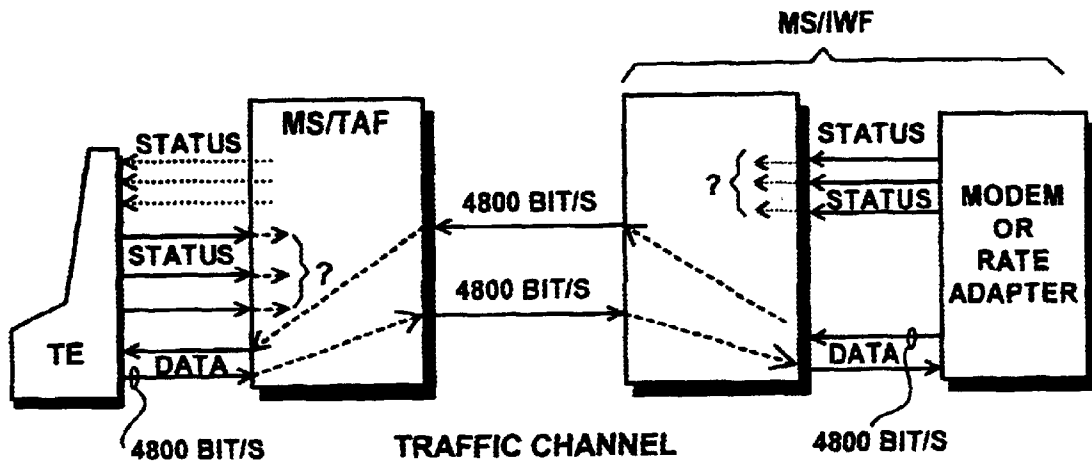 MS/IWF
STATUS
MS/TAF
STATUS
?
4800 BIT/S
STATUS
MODEM
OR
RATE
ADAPTER
STATUS
?
4800 BIT/S
TE
DATA
DATA
4800 BIT/S
TRAFFIC CHANNEL
4800 BIT/S